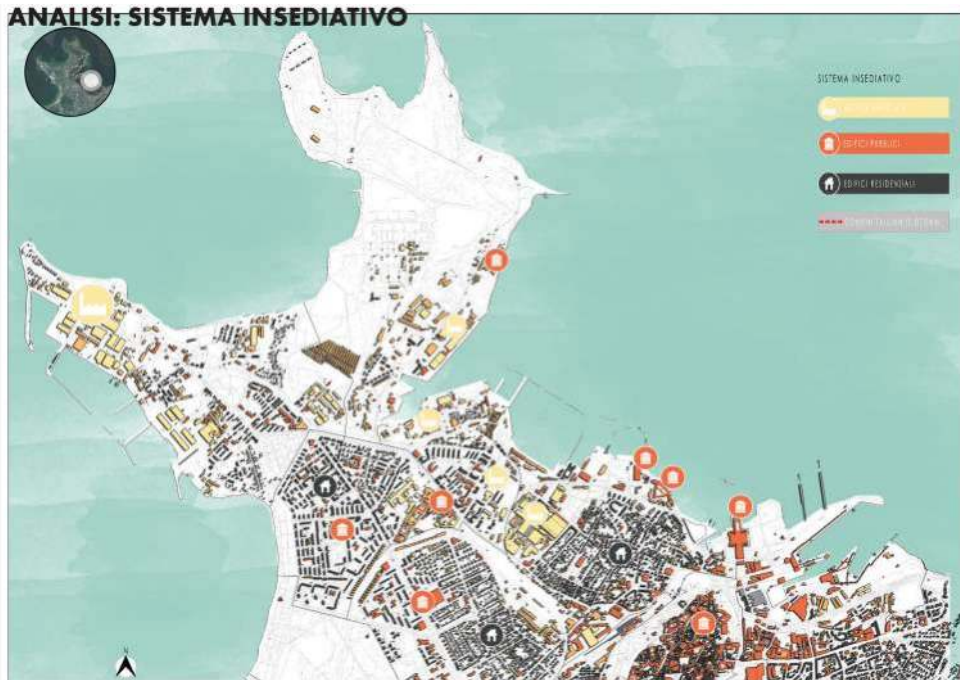 ANALISI: SISTEMA INSEDIATIVO
SISTEMA INSEDIATIVO
EDIFICI PUBBLICI
EDIFICI RESIDENZIALI
N